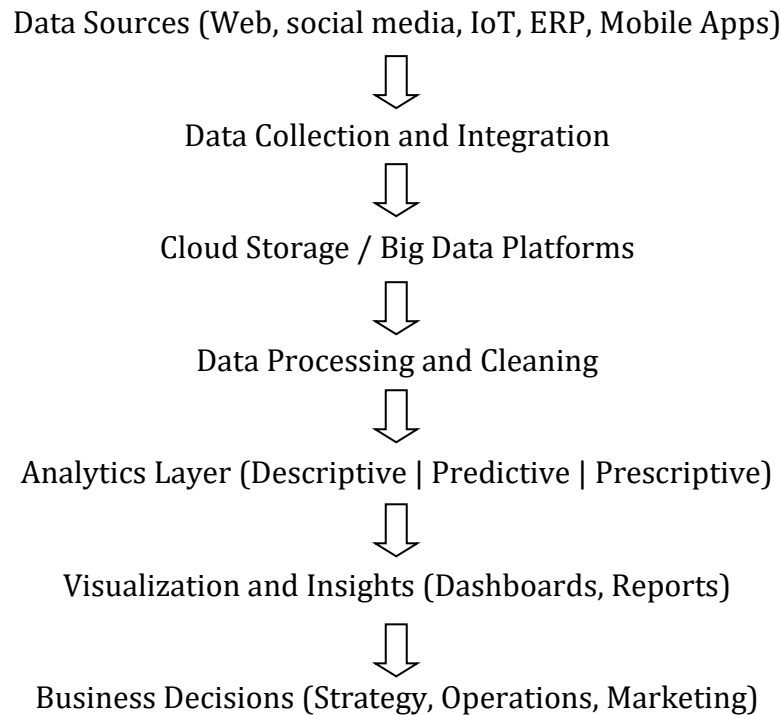 Data Sources (Web, social media, IoT, ERP, Mobile Apps)
Data Collection and Integration
Cloud Storage / Big Data Platforms
Data Processing and Cleaning
Analytics Layer (Descriptive | Predictive | Prescriptive)
Visualization and Insights (Dashboards, Reports)
Business Decisions (Strategy, Operations, Marketing)